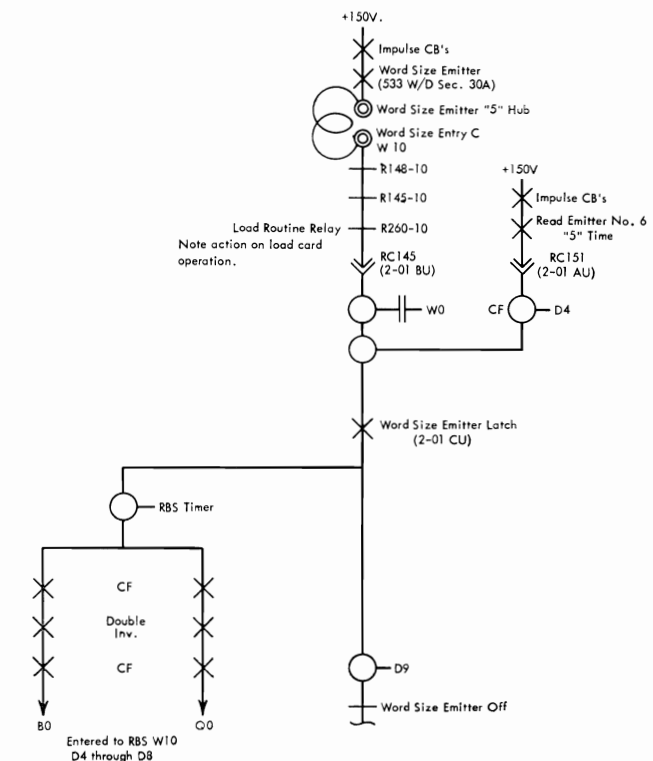 +150V.
Impulse CB's
Word Size Emitter
(533 W/D Sec. 30A)
Word Size Emitter "5" Hub
Word Size Entry C
W 10
R148-10
R145-10
Load Routine Relay
R260-10
Note action on load card
operation.
RC145
(2-01 BU)
W0
+150V
Impulse CB's
Read Emitter No. 6
"5" Time
RC151
(2-01 AU)
CF
D4
Word Size Emitter Latch
(2-01 CU)
RBS Timer
CF
Double
Inv.
CF
B0
Q0
Entered to RBS W10
D4 through D8
D9
Word Size Emitter Off